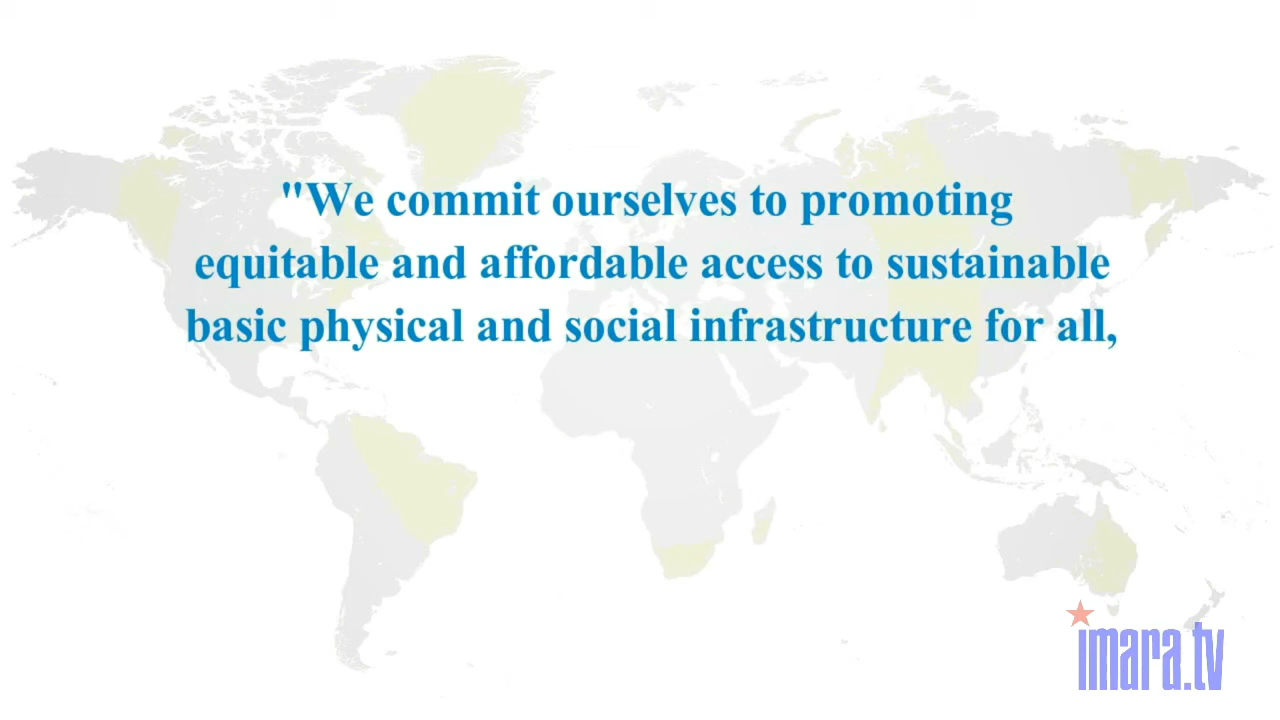 "We commit ourselves to promoting
equitable and affordable access to sustainable
basic physical and social infrastructure for all,
imara.tv